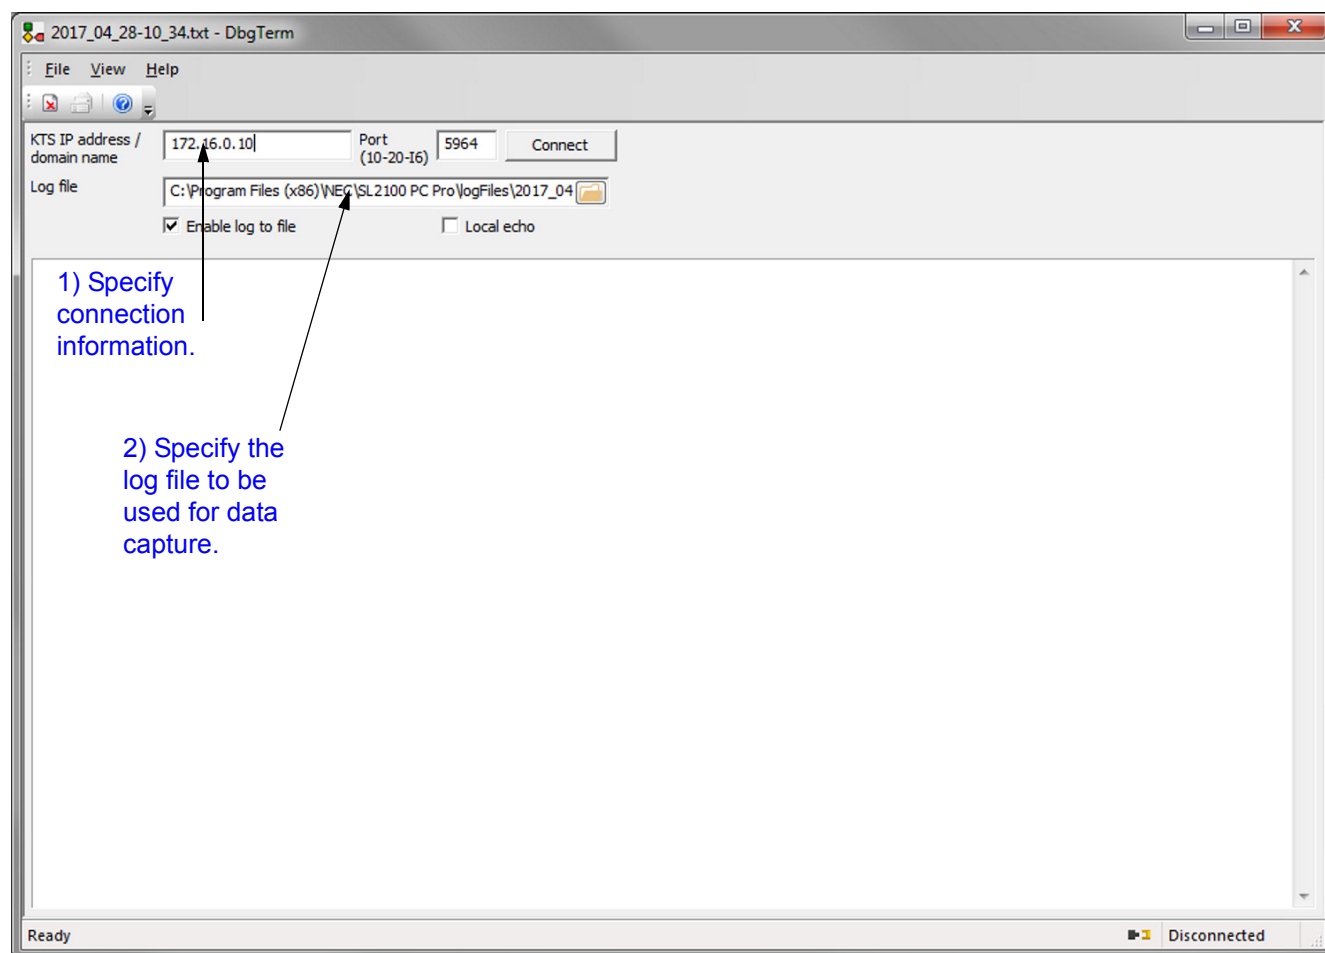 2017_04_28-10_34.txt - DbgTerm
File View Help
KTS IP address / domain name
172.16.0.10
Port (10-20-I6)
5964
Connect
Log file
C:\Program Files (x86)\NEC\SL2100 PC Pro\logFiles\2017_04
Enable log to file
Local echo
1) Specify
connection
information.
2) Specify the
log file to be
used for data
capture.
Ready
Disconnected